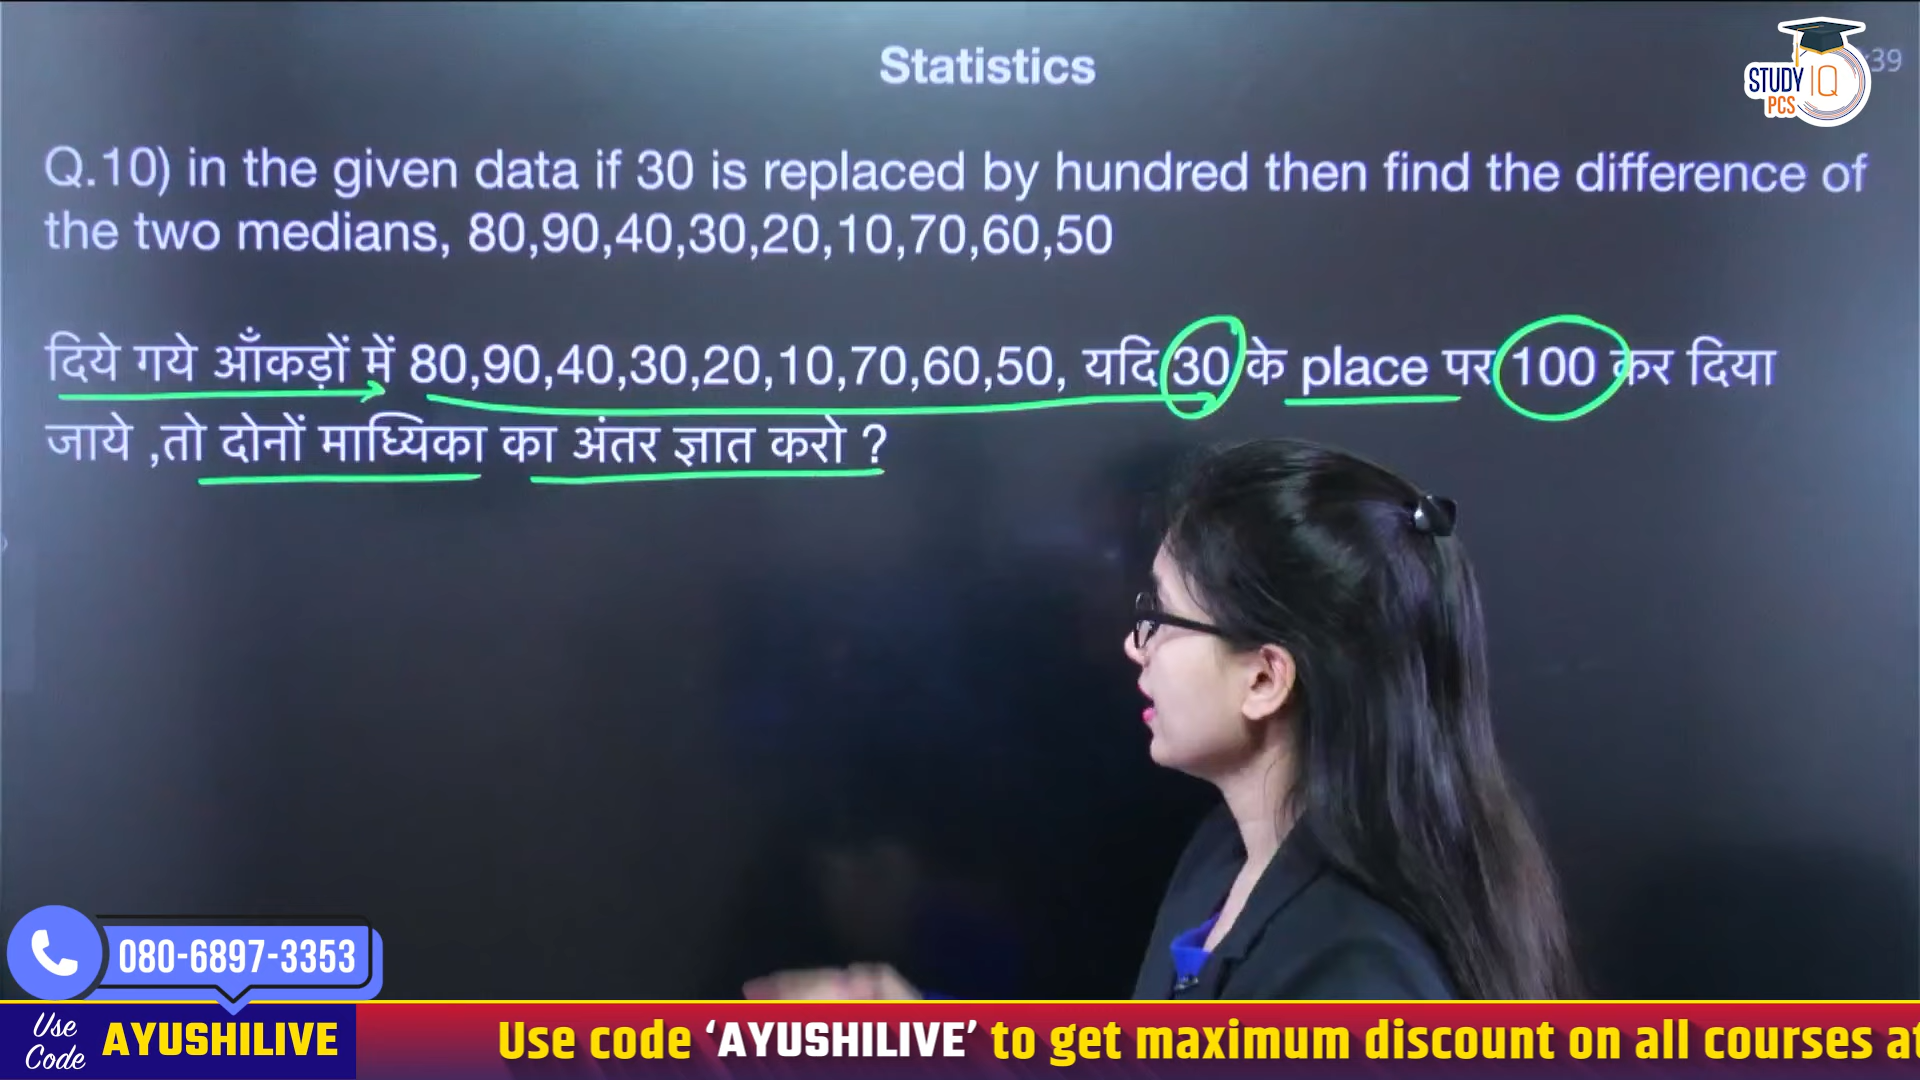 Statistics
STUDY IQ
PCS
39
Q.10) in the given data if 30 is replaced by hundred then find the difference of
the two medians, 80,90,40,30,20,10,70,60,50
दिये गये आँकड़ों में 80,90,40,30,20,10,70,60,50, यदि 30 के place पर 100 कर दिया
जाये ,तो दोनों माध्यिका का अंतर ज्ञात करो ?
080-6897-3353
Use
Code
AYUSHILIVE
Use code ‘AYUSHILIVE’ to get maximum discount on all courses at